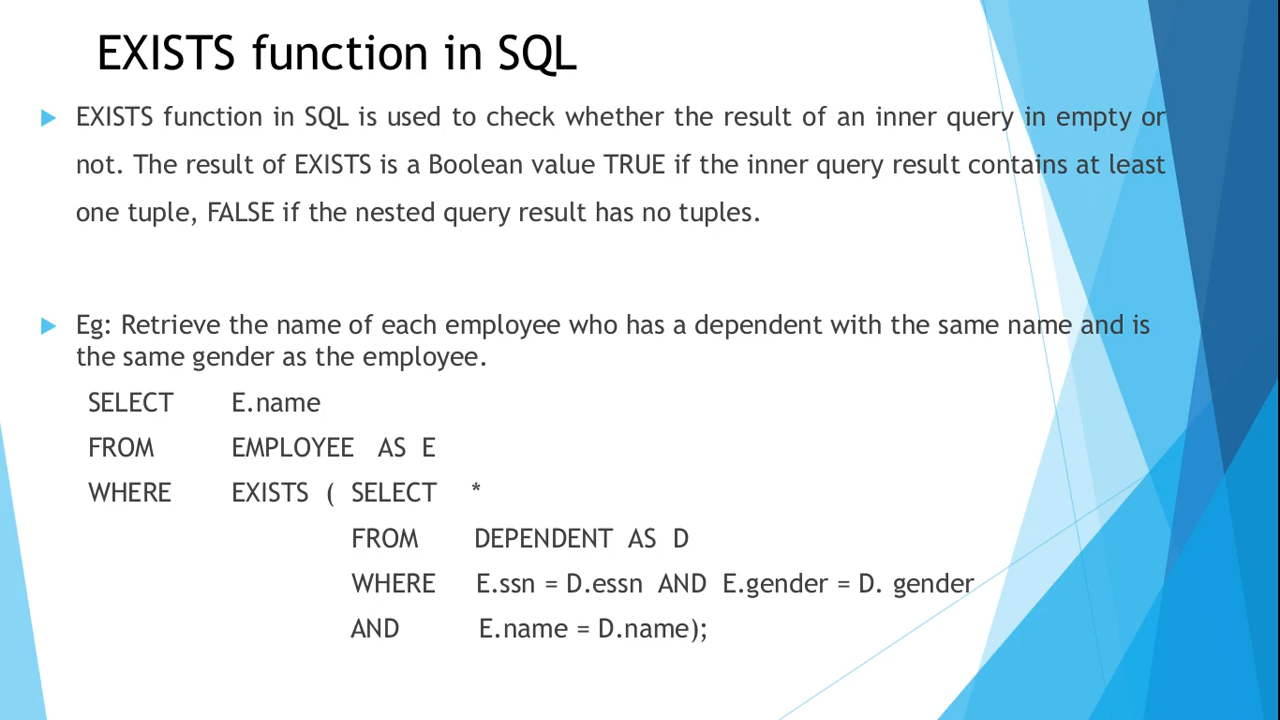 EXISTS function in SQL
EXISTS function in SQL is used to check whether the result of an inner query in empty or
not. The result of EXISTS is a Boolean value TRUE if the inner query result contains at least
one tuple, FALSE if the nested query result has no tuples.
Eg: Retrieve the name of each employee who has a dependent with the same name and is
the same gender as the employee.
SELECT E.name
FROM EMPLOYEE AS E
WHERE EXISTS ( SELECT *
FROM DEPENDENT AS D
WHERE E.ssn = D.essn AND E.gender = D. gender
AND E.name = D.name);